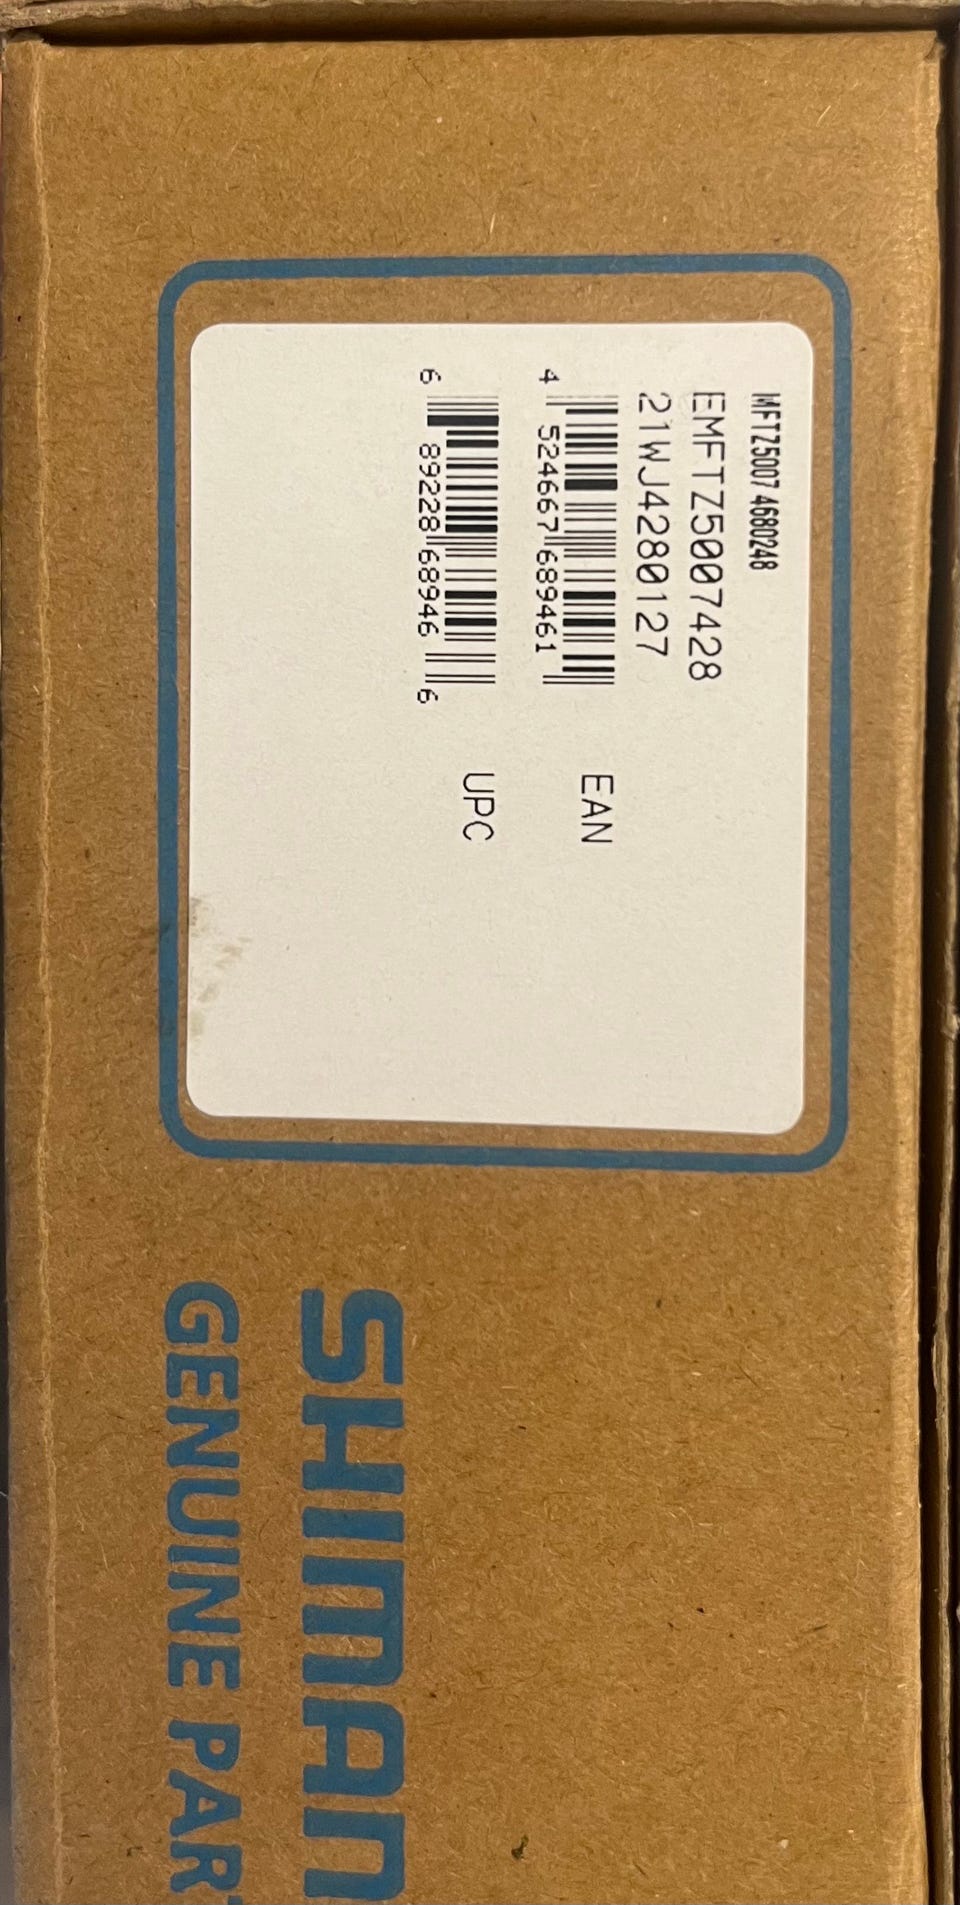 MFTZ5007 4680248
EMFTZ5007428
21WJ4280127
4 524667 689461
EAN
6 89228 68946 6
UPC
SHIMAN
GENUINE PAR